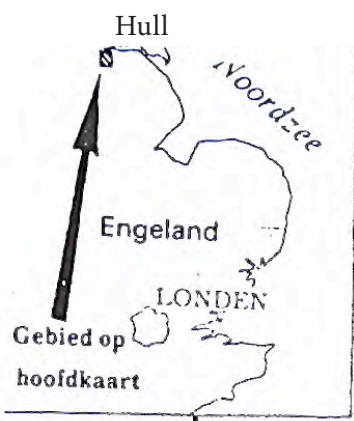 Hull
Noordzee
Engeland
LONDEN
Gebied op
hoofdkaart